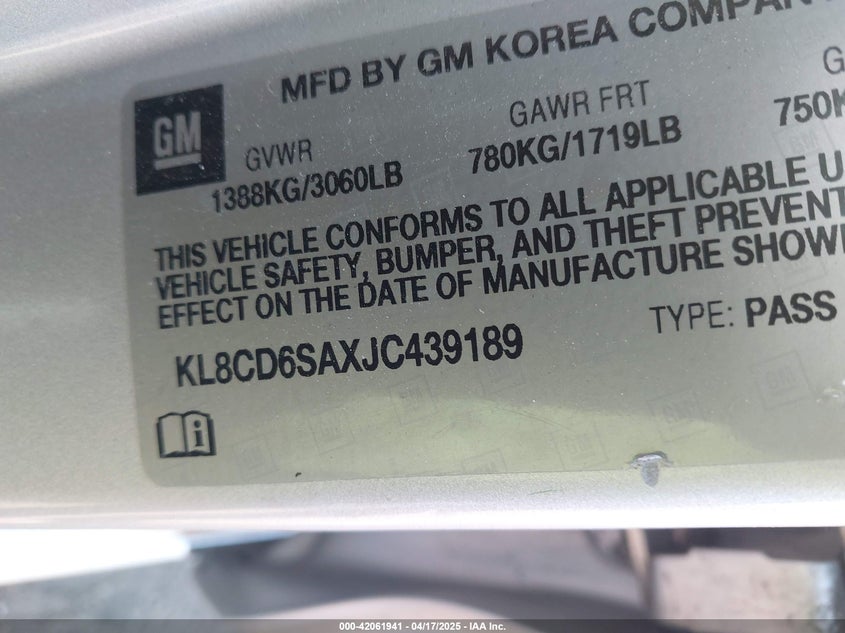 MFD BY GM KOREA COMPAN
GM
GVWR
1388KG/3060LB
GAWR FRT
780KG/1719LB
G
750K
THIS VEHICLE CONFORMS TO ALL APPLICABLE U
VEHICLE SAFETY, BUMPER, AND THEFT PREVENT
EFFECT ON THE DATE OF MANUFACTURE SHOW
KL8CD6SAXJC439189
TYPE: PASS
i
000-42061941 - 04/17/2025 - IAA Inc.